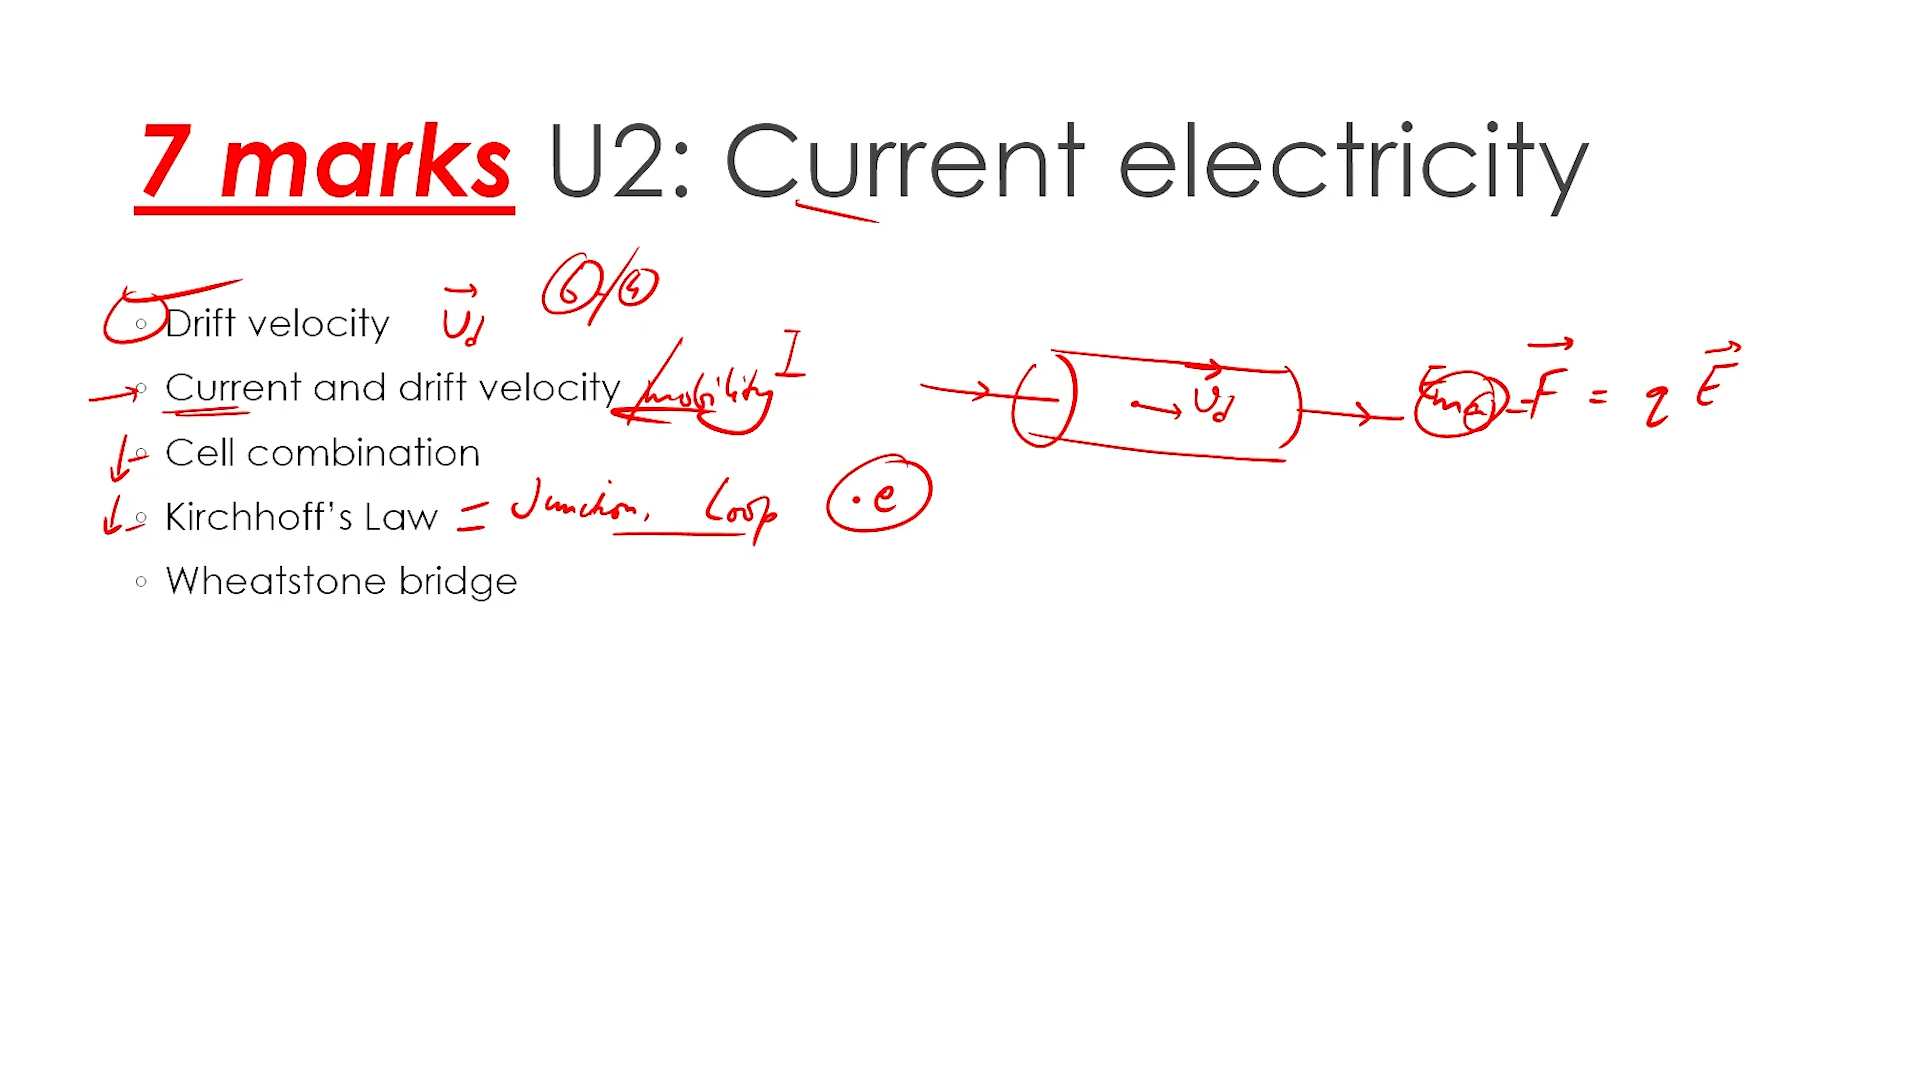 7 marks U2: Current electricity
Drift velocity
Current and drift velocity mobility I
Cell combination
Kirchhoff's Law = Junction, Loop • e
Wheatstone bridge
F = qE